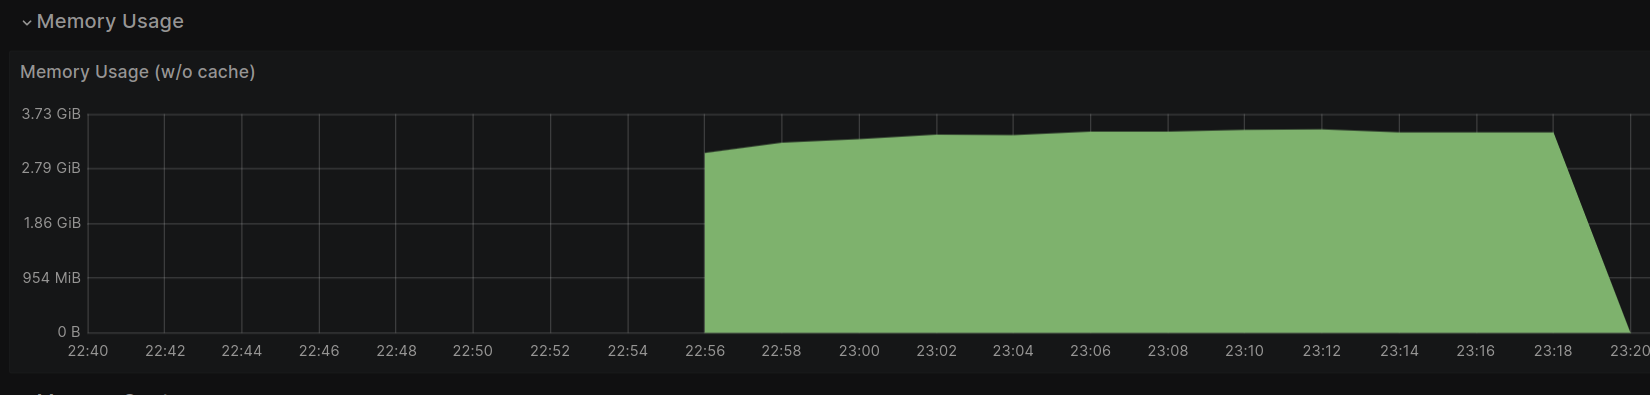 Memory Usage
Memory Usage (w/o cache)
3.73 GiB
2.79 GiB
1.86 GiB
954 MiB
0 B
22:40 22:42 22:44 22:46 22:48 22:50 22:52 22:54 22:56 22:58 23:00 23:02 23:04 23:06 23:08 23:10 23:12 23:14 23:16 23:18 23:20